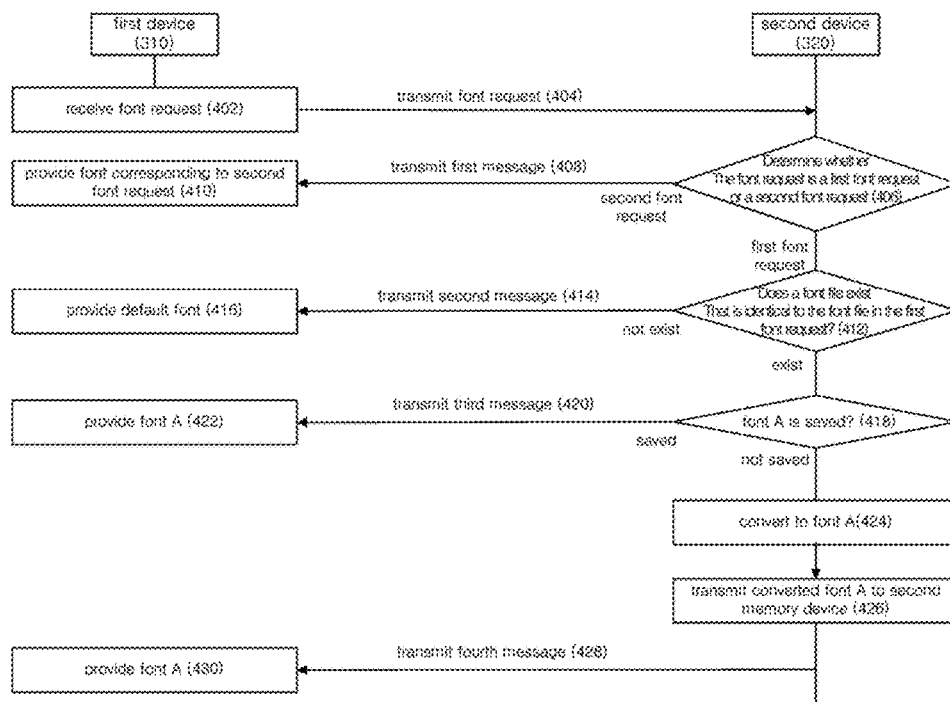 first device
(310)
second device
(320)
receive font request (402)
transmit font request (404)
Determine whether
The font request is a first font request
or a second font request (406)
transmit first message (408)
second font
request
provide font corresponding to second
font request (410)
first font
request
Does a font file exist
That is identical to the font file in the first
font request? (412)
transmit second message (414)
not exist
provide default font (416)
exist
font A is saved? (418)
transmit third message (420)
saved
provide font A (422)
not saved
convert to font A(424)
transmit converted font A to second
memory device (426)
transmit fourth message (428)
provide font A (430)